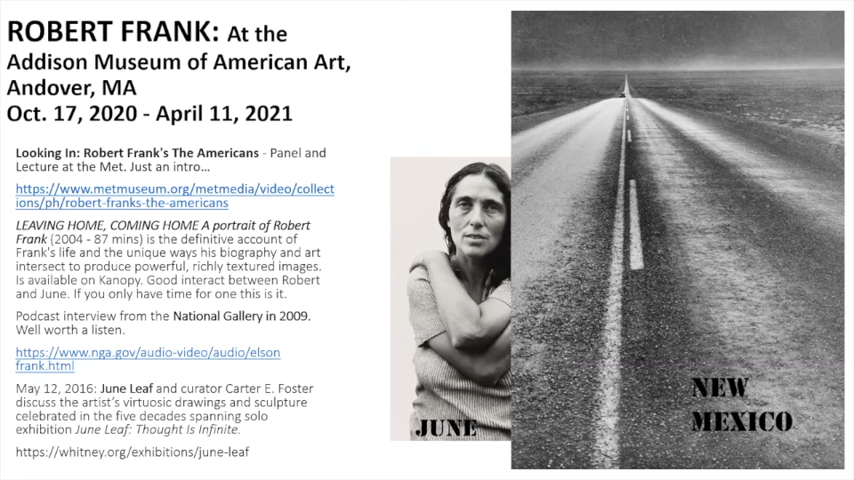 ROBERT FRANK: At the
Addison Museum of American Art,
Andover, MA
Oct. 17, 2020 - April 11, 2021
Looking In: Robert Frank's The Americans - Panel and
Lecture at the Met. Just an intro...
https://www.metmuseum.org/metmedia/video/collect
ions/ph/robert-franks-the-americans
LEAVING HOME, COMING HOME A portrait of Robert
Frank (2004 - 87 mins) is the definitive account of
Frank's life and the unique ways his biography and art
intersect to produce powerful, richly textured images.
Is available on Kanopy. Good interact between Robert
and June. If you only have time for one this is it.
Podcast interview from the National Gallery in 2009.
Well worth a listen.
https://www.nga.gov/audio-video/audio/elson
frank.html
May 12, 2016: June Leaf and curator Carter E. Foster
discuss the artist's virtuosic drawings and sculpture
celebrated in the five decades spanning solo
exhibition June Leaf: Thought Is Infinite.
https://whitney.org/exhibitions/june-leaf
JUNE
NEW
MEXICO